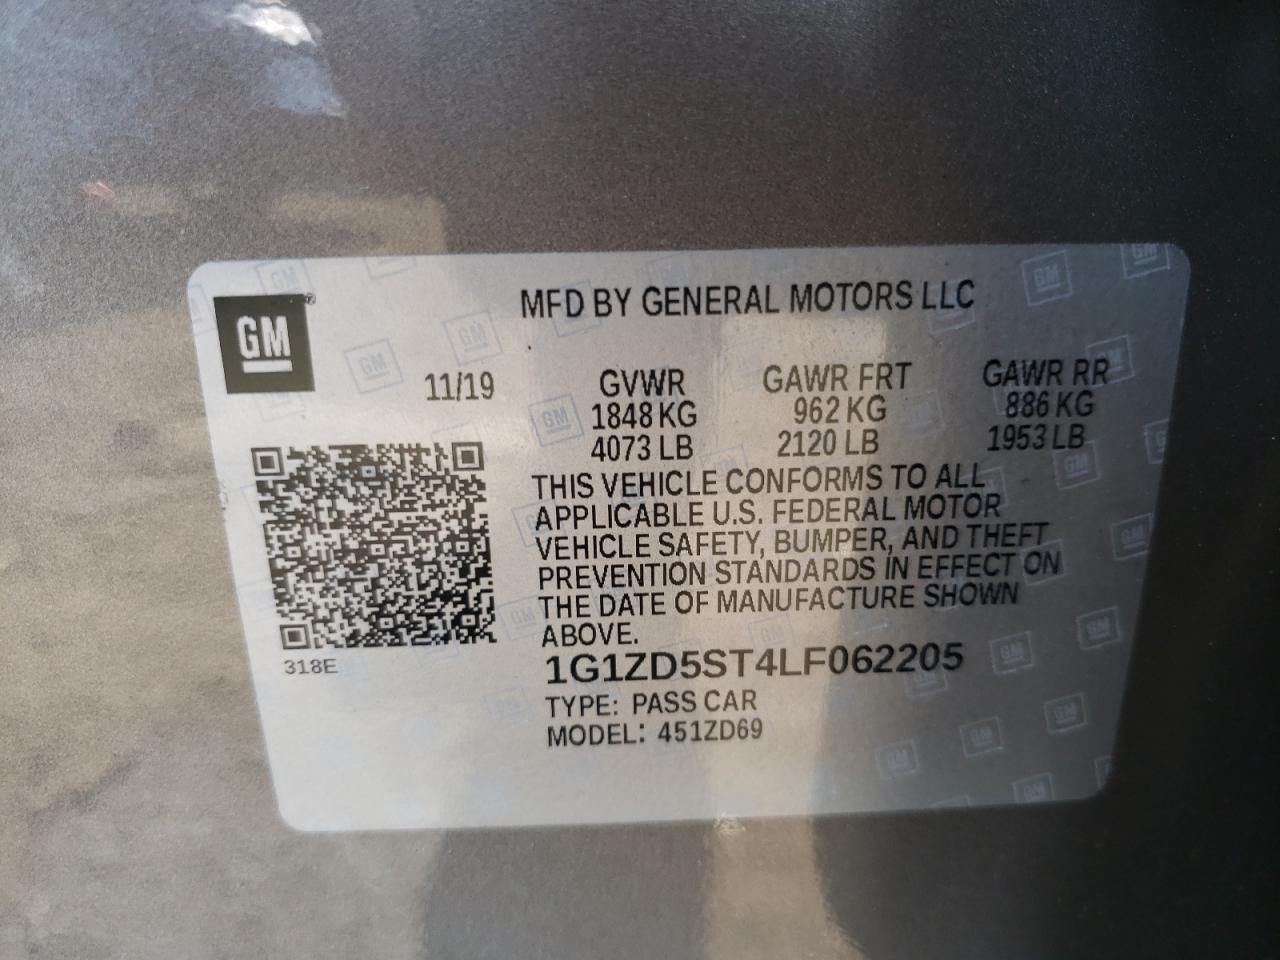 MFD BY GENERAL MOTORS LLC
GM
11/19
GVWR GAWR FRT GAWR RR
1848 KG 962 KG 886 KG
4073 LB 2120 LB 1953 LB
THIS VEHICLE CONFORMS TO ALL
APPLICABLE U.S. FEDERAL MOTOR
VEHICLE SAFETY, BUMPER, AND THEFT
PREVENTION STANDARDS IN EFFECT ON
THE DATE OF MANUFACTURE SHOWN
ABOVE.
318E
1G1ZD5ST4LF062205
TYPE: PASS CAR
MODEL: 451ZD69